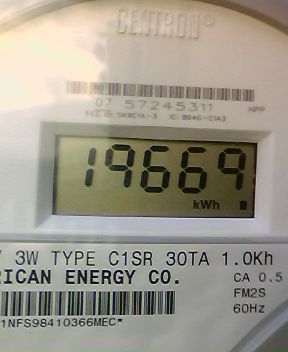 CENTRON®
07 57245311
19669
kWh
3W TYPE C1SR 30TA 1.0Kh
RICAN ENERGY CO.
CA 0.5
FM2S
60Hz
1NFS98410366MEC*